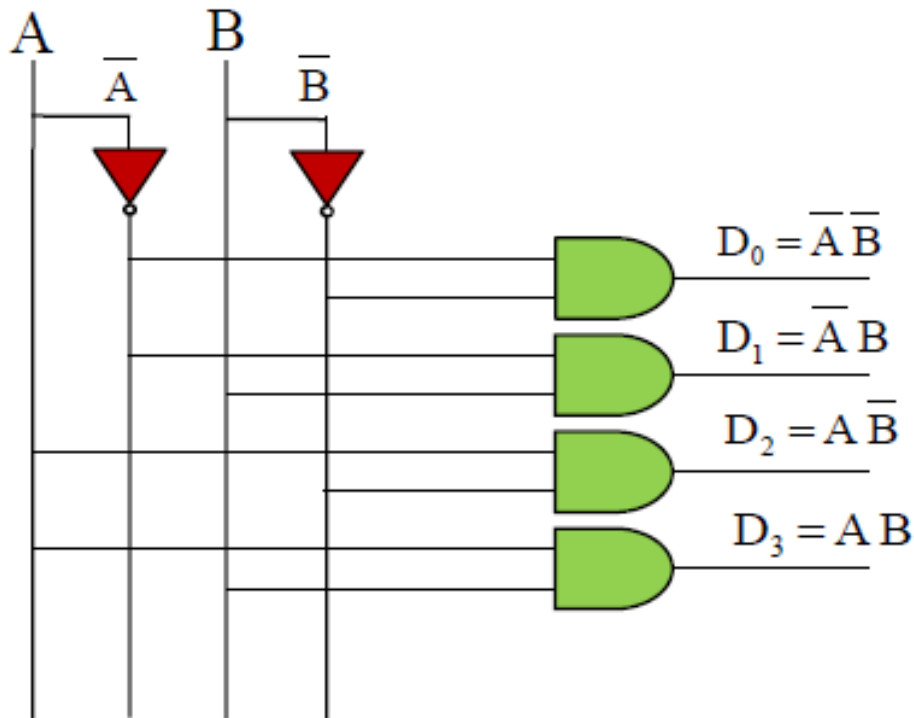 A A̅ B B̅
D₀ = A̅ B̅
D₁ = A̅ B
D₂ = A B̅
D₃ = A B